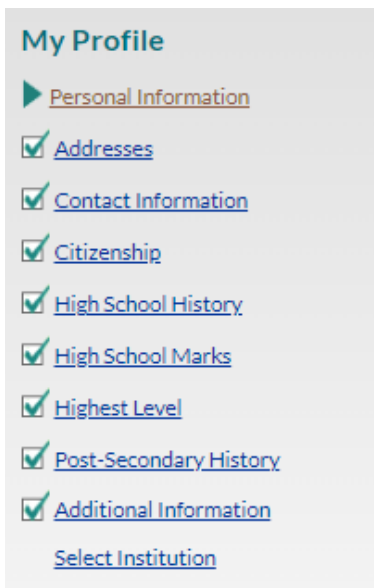 My Profile
Personal Information
Addresses
Contact Information
Citizenship
High School History
High School Marks
Highest Level
Post-Secondary History
Additional Information
Select Institution